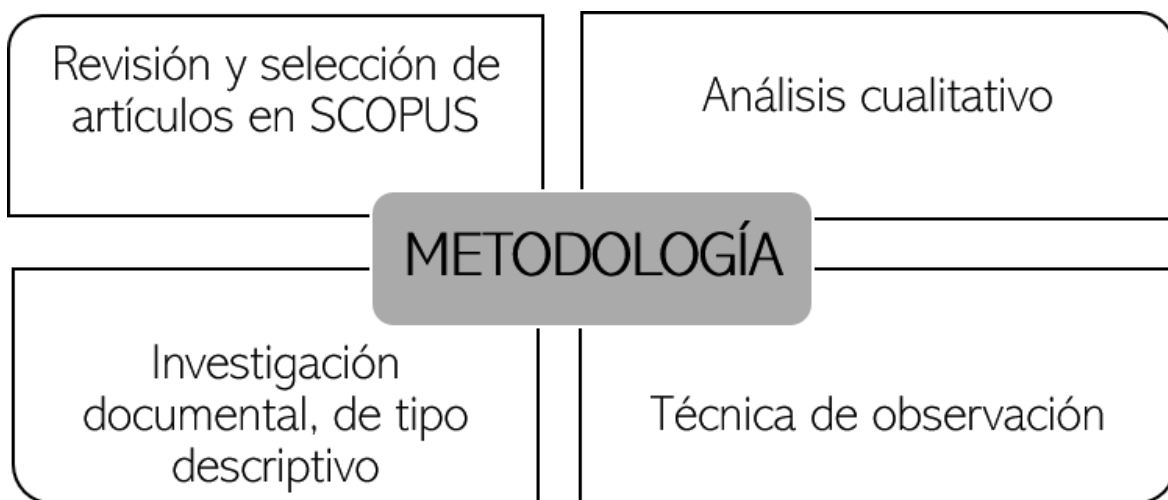 Revisión y selección de
artículos en SCOPUS
Análisis cualitativo
METODOLOGÍA
Investigación
documental, de tipo
descriptivo
Técnica de observación